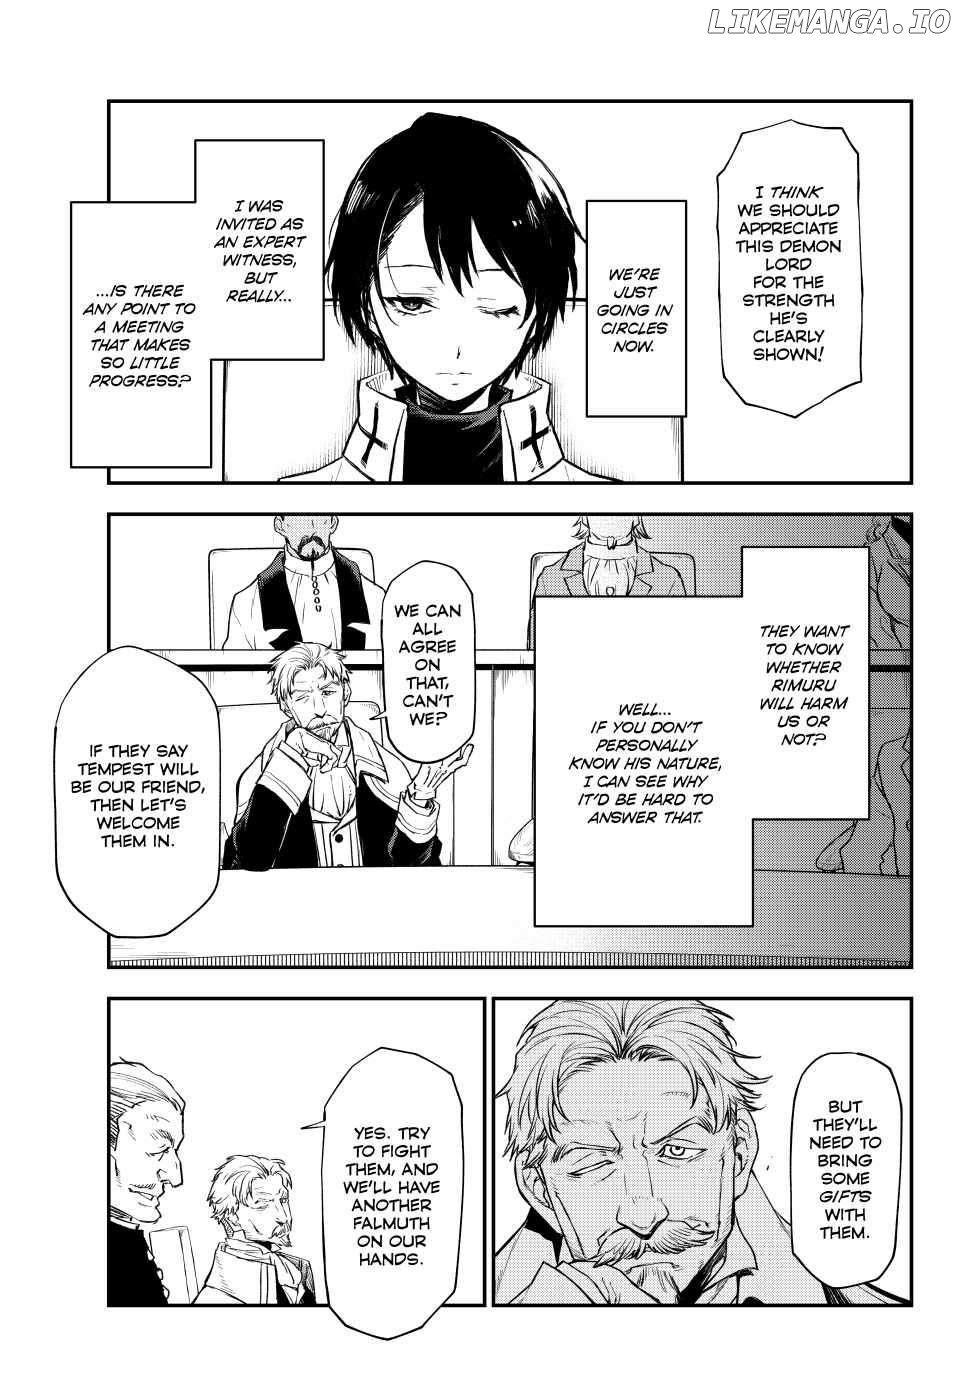 LIKEMANGA.IO
I THINK
WE SHOULD
APPRECIATE
THIS DEMON
LORD
FOR THE
STRENGTH
HE'S
CLEARLY
SHOWN!
WE'RE
JUST
GOING IN
CIRCLES
NOW.
I WAS
INVITED AS
AN EXPERT
WITNESS,
BUT
REALLY...
...IS THERE
ANY POINT TO
A MEETING
THAT MAKES
SO LITTLE
PROGRESS?
THEY WANT
TO KNOW
WHETHER
RIMURU
WILL HARM
US OR
NOT?
WELL...
IF YOU DON'T
PERSONALLY
KNOW HIS NATURE,
I CAN SEE WHY
IT'D BE HARD TO
ANSWER THAT.
WE CAN
ALL
AGREE
ON
THAT,
CAN'T
WE?
IF THEY SAY
TEMPEST WILL
BE OUR FRIEND,
THEN LET'S
WELCOME
THEM IN.
BUT
THEY'LL
NEED TO
BRING
SOME
GIFTS
WITH
THEM.
YES. TRY
TO FIGHT
THEM, AND
WE'LL HAVE
ANOTHER
FALMUTH
ON OUR
HANDS.